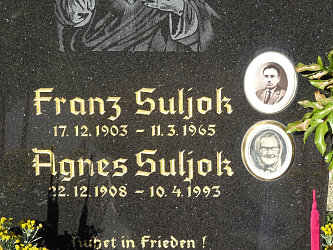 Franz Suljok
17.12.1903 – 11.3.1965
Agnes Suljok
22.12.1908 – 10.4.1993
Ruhet in Frieden !